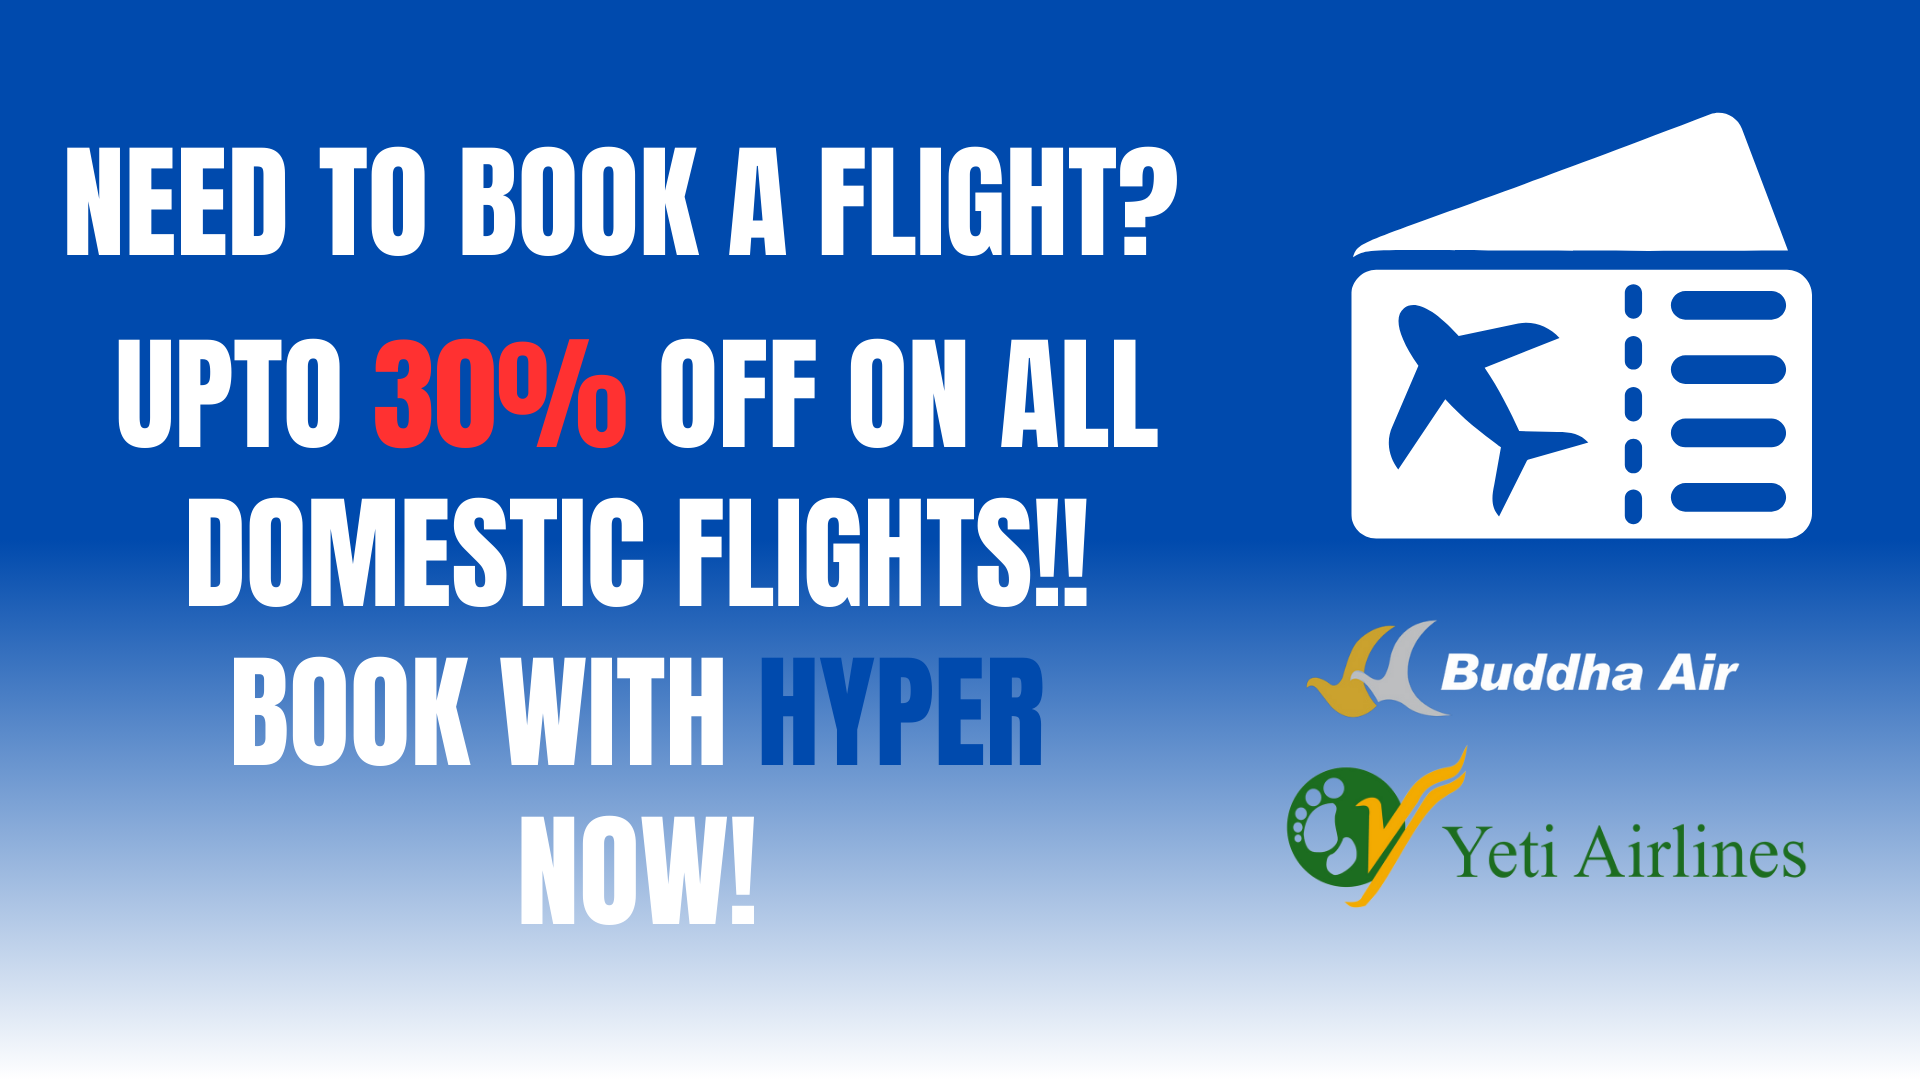 NEED TO BOOK A FLIGHT?
UPTO 30% OFF ON ALL
DOMESTIC FLIGHTS!!
BOOK WITH HYPER
NOW!
Buddha Air
Yeti Airlines